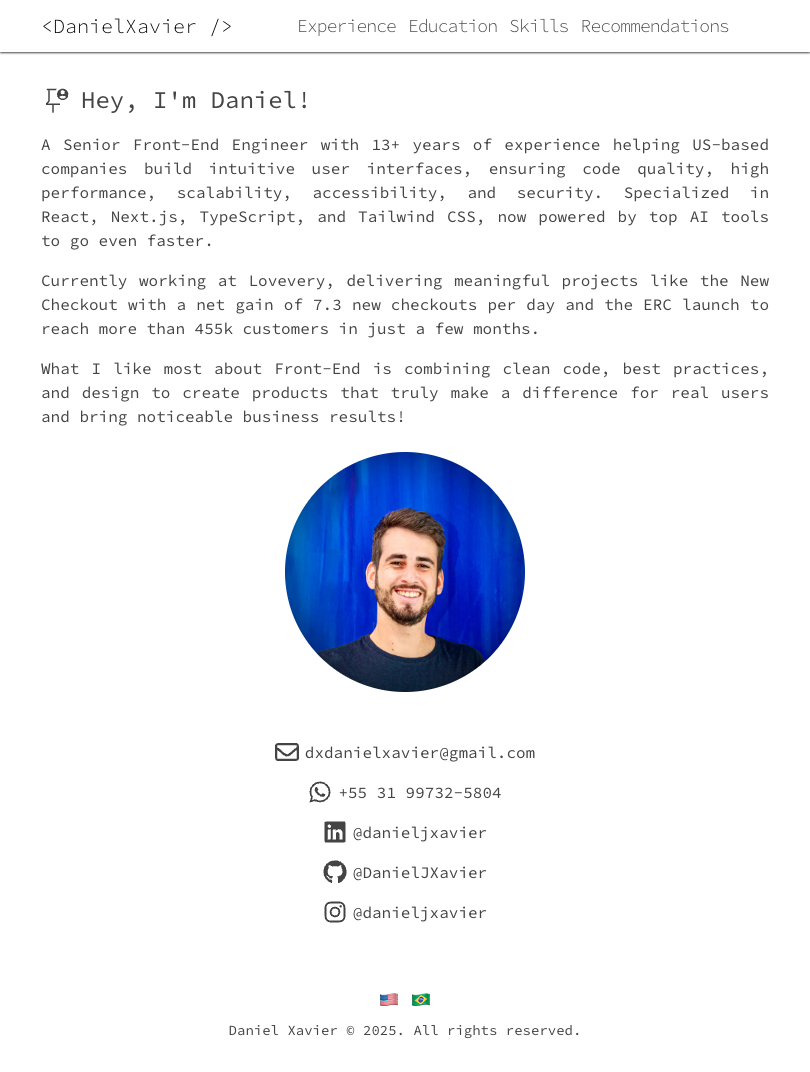 <DanielXavier />
Experience Education Skills Recommendations
Hey, I'm Daniel!
A Senior Front-End Engineer with 13+ years of experience helping US-based
companies build intuitive user interfaces, ensuring code quality, high
performance, scalability, accessibility, and security. Specialized in
React, Next.js, TypeScript, and Tailwind CSS, now powered by top AI tools
to go even faster.
Currently working at Lovevery, delivering meaningful projects like the New
Checkout with a net gain of 7.3 new checkouts per day and the ERC launch to
reach more than 455k customers in just a few months.
What I like most about Front-End is combining clean code, best practices,
and design to create products that truly make a difference for real users
and bring noticeable business results!
dxdanielxavier@gmail.com
+55 31 99732-5804
@danieljxavier
@DanielJXavier
@danieljxavier
Daniel Xavier © 2025. All rights reserved.